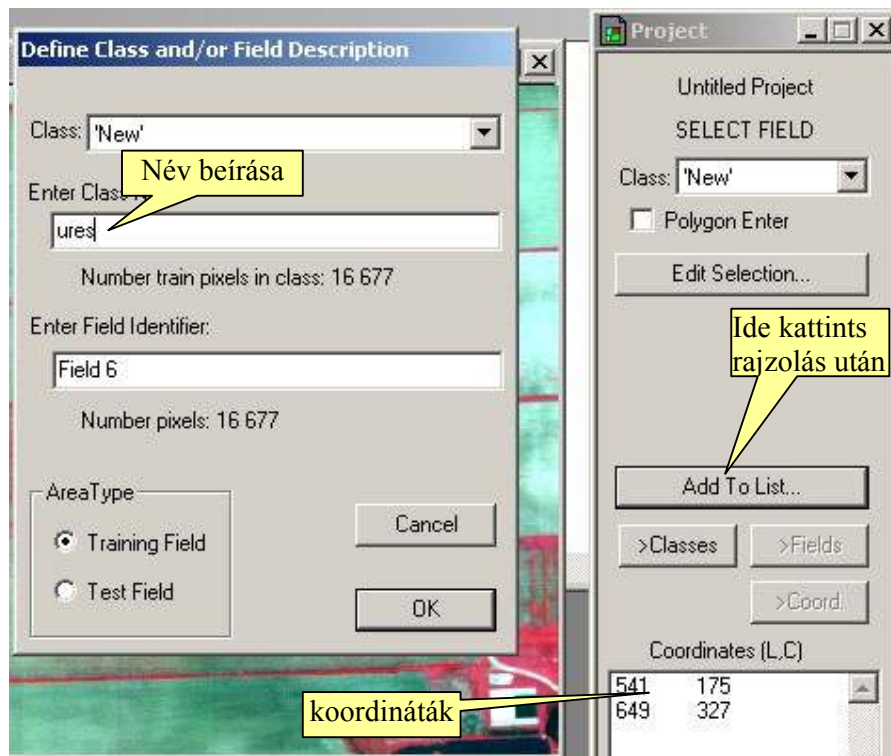 Define Class and/or Field Description
Class: 'New'
Név beírása
Enter Class
ures
Number train pixels in class: 16 677
Enter Field Identifier:
Field 6
Number pixels: 16 677
AreaType
Training Field
Test Field
Cancel
OK
Project
Untitled Project
SELECT FIELD
Class: 'New'
Polygon Enter
Edit Selection...
Ide kattints
rajzolás után
Add To List...
>Classes
>Fields
>Coord.
Coordinates (L,C)
541 175
649 327
koordináták